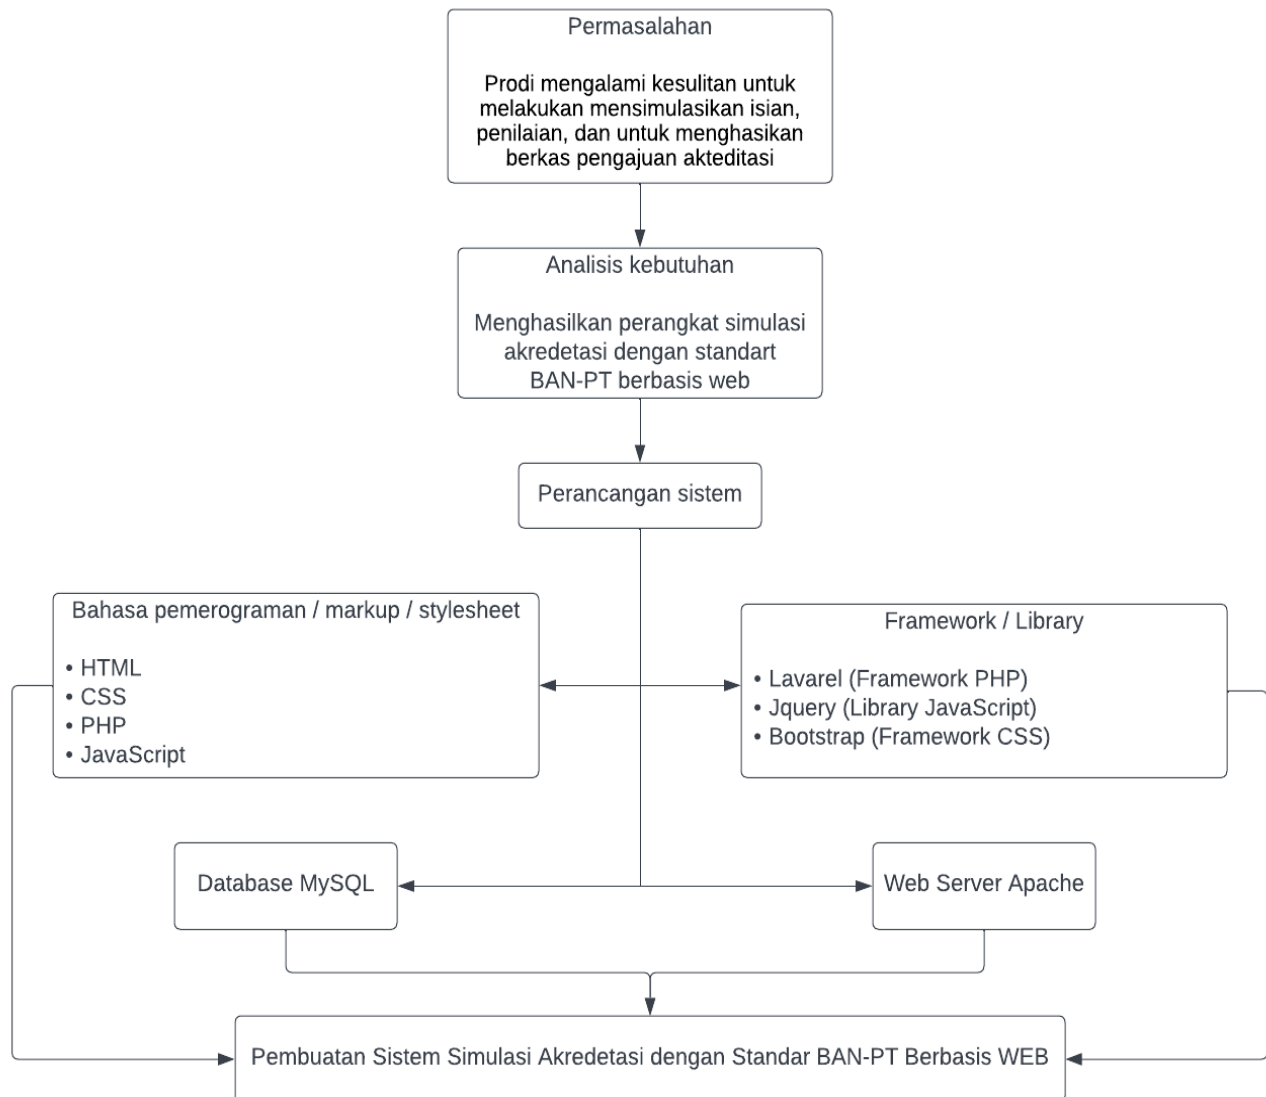 Permasalahan
Prodi mengalami kesulitan untuk
melakukan mensimulasikan isian,
penilaian, dan untuk menghasikan
berkas pengajuan akteditasi
Analisis kebutuhan
Menghasilkan perangkat simulasi
akredetasi dengan standart
BAN-PT berbasis web
Perancangan sistem
Bahasa pemerograman / markup / stylesheet
• HTML
• CSS
• PHP
• JavaScript
Framework / Library
• Lavarel (Framework PHP)
• Jquery (Library JavaScript)
• Bootstrap (Framework CSS)
Database MySQL
Web Server Apache
Pembuatan Sistem Simulasi Akredetasi dengan Standar BAN-PT Berbasis WEB